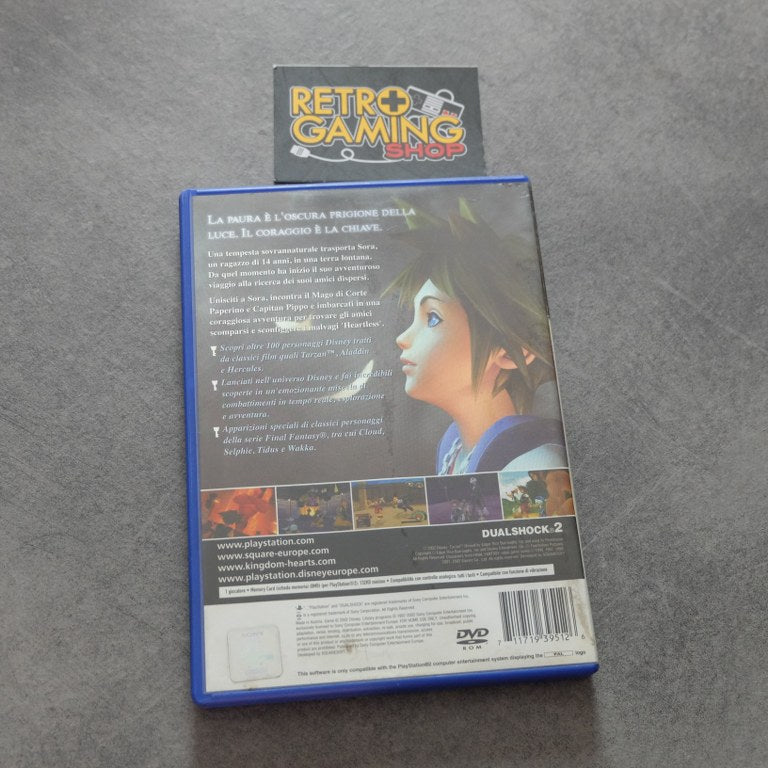 RETRO
GAMING
SHOP
LA PAURA È L'OSCURA PRIGIONE DELLA
LUCE. IL CORAGGIO È LA CHIAVE.
Una tempesta sovrannaturale trasporta Sora,
un ragazzo di 14 anni, in una terra lontana.
Da quel momento ha inizio il suo avventuroso
viaggio alla ricerca dei suoi amici dispersi.
Unisciti a Sora, incontra il Mago di Corte
Paperino e Capitan Pippo e imbarcati in una
coraggiosa avventura per trovare gli amici
scomparsi e sconfiggere i malvagi 'Heartless'.
Scopri oltre 100 personaggi Disney tratti
da classici film quali Tarzan™, Aladdin
e Hercules.
Lanciati nell'universo Disney e fai incredibili
scoperte in un'emozionante miscela di
combattimenti in tempo reale, esplorazione
e avventura.
Apparizioni speciali di classici personaggi
della serie Final Fantasy®, tra cui Cloud,
Selphie, Tidus e Wakka.
DUALSHOCK®2
www.playstation.com
www.square-europe.com
www.kingdom-hearts.com
www.playstation.disneyeurope.com
DVD
ROM
7 11719 39512 6
This software is only compatible with the PlayStation®2 computer entertainment system displaying the PAL logo